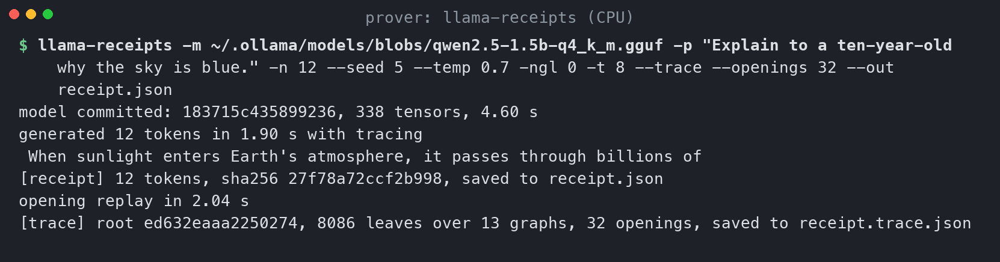 prover: llama-receipts (CPU)
$ llama-receipts -m ~/.ollama/models/blobs/qwen2.5-1.5b-q4_k_m.gguf -p "Explain to a ten-year-old
why the sky is blue." -n 12 --seed 5 --temp 0.7 -ngl 0 -t 8 --trace --openings 32 --out
receipt.json
model committed: 183715c435899236, 338 tensors, 4.60 s
generated 12 tokens in 1.90 s with tracing
When sunlight enters Earth's atmosphere, it passes through billions of
[receipt] 12 tokens, sha256 27f78a72ccf2b998, saved to receipt.json
opening replay in 2.04 s
[trace] root ed632eaaa2250274, 8086 leaves over 13 graphs, 32 openings, saved to receipt.trace.json